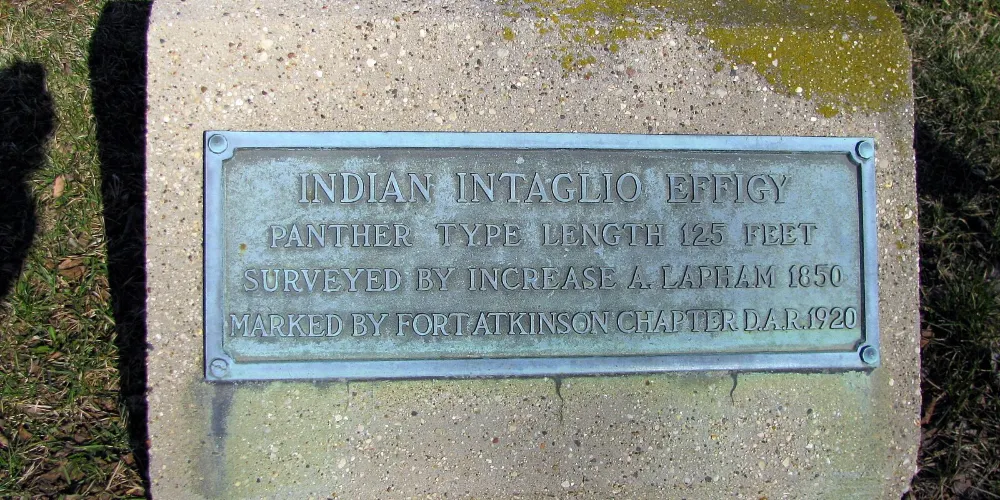 INDIAN INTAGLIO EFFIGY
PANTHER TYPE LENGTH 125 FEET
SURVEYED BY INCREASE A. LAPHAM 1850
MARKED BY FORT ATKINSON CHAPTER D.A.R. 1920